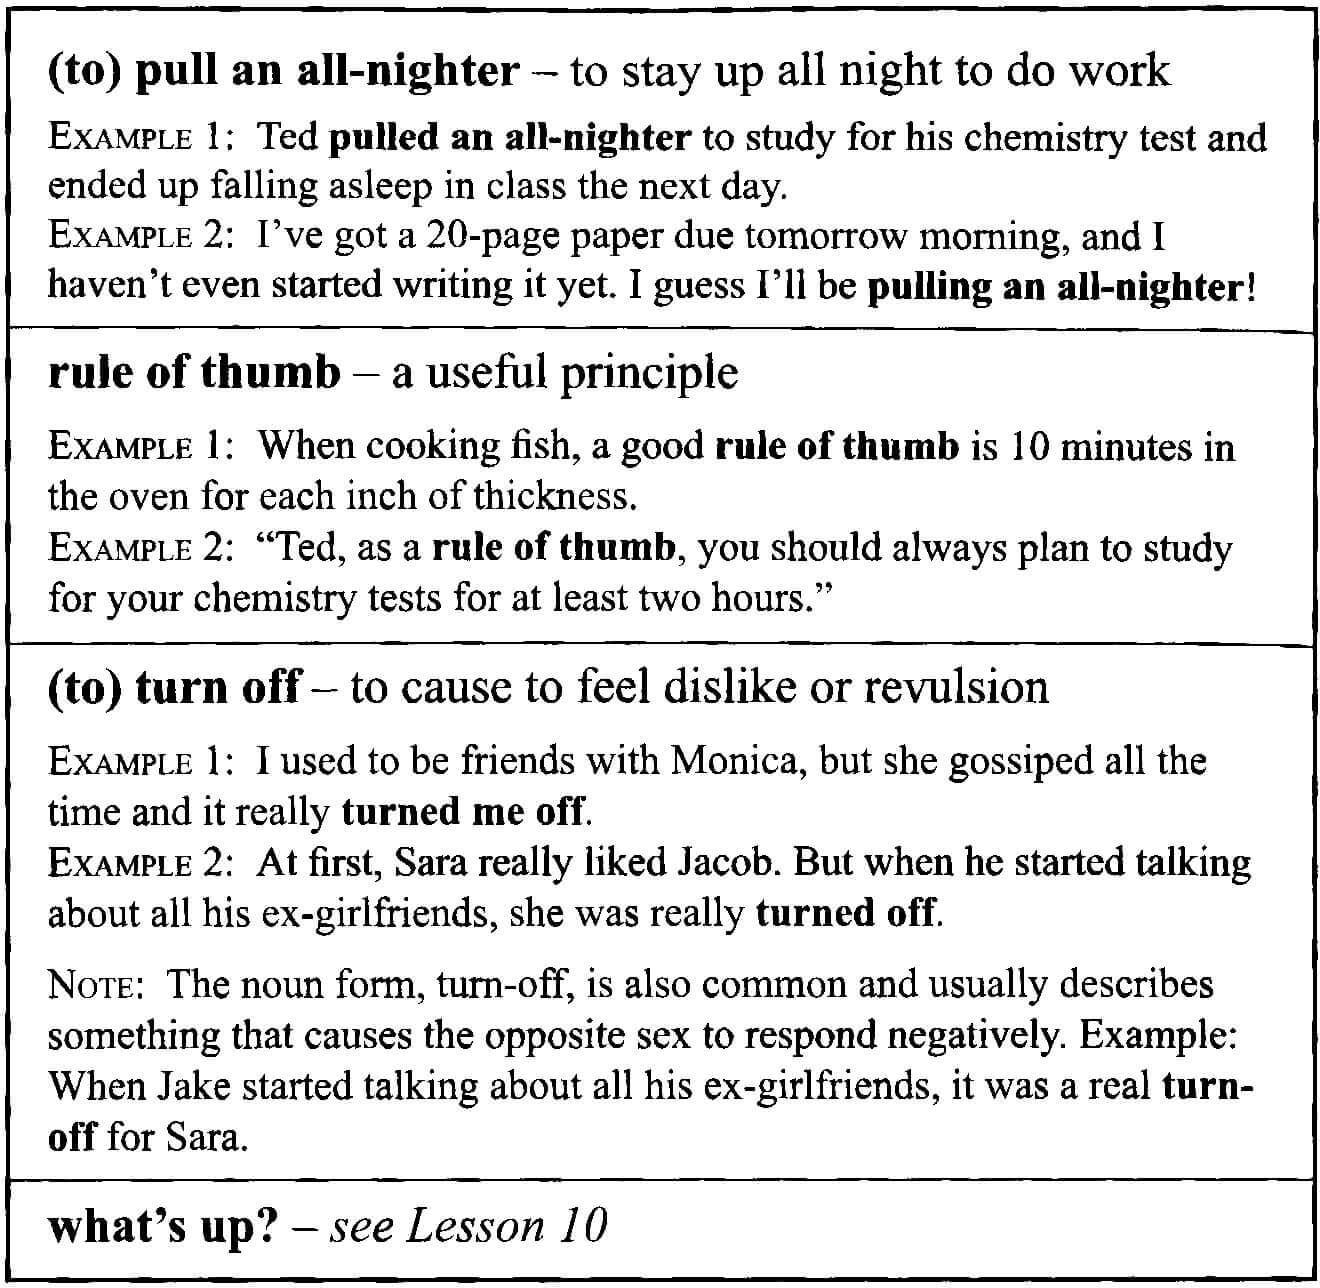 (to) pull an all-nighter – to stay up all night to do work
EXAMPLE 1: Ted pulled an all-nighter to study for his chemistry test and
ended up falling asleep in class the next day.
EXAMPLE 2: I've got a 20-page paper due tomorrow morning, and I
haven't even started writing it yet. I guess I'll be pulling an all-nighter!
rule of thumb – a useful principle
EXAMPLE 1: When cooking fish, a good rule of thumb is 10 minutes in
the oven for each inch of thickness.
EXAMPLE 2: “Ted, as a rule of thumb, you should always plan to study
for your chemistry tests for at least two hours.”
(to) turn off – to cause to feel dislike or revulsion
EXAMPLE 1: I used to be friends with Monica, but she gossiped all the
time and it really turned me off.
EXAMPLE 2: At first, Sara really liked Jacob. But when he started talking
about all his ex-girlfriends, she was really turned off.
NOTE: The noun form, turn-off, is also common and usually describes
something that causes the opposite sex to respond negatively. Example:
When Jake started talking about all his ex-girlfriends, it was a real turn-
off for Sara.
what's up? – see Lesson 10